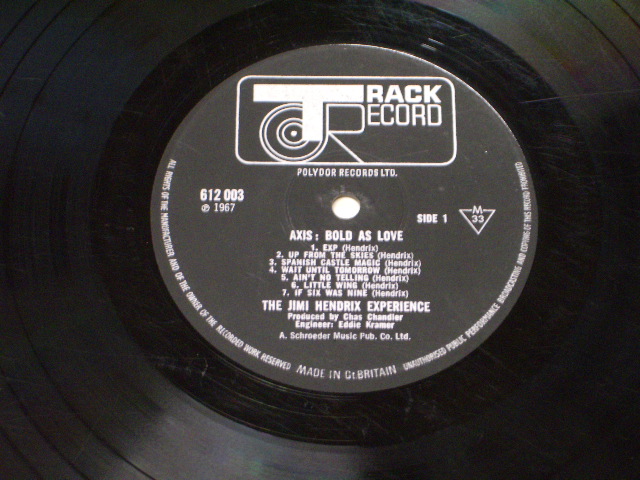 TRACK
RECORD
POLYDOR RECORDS LTD.
612 003
℗ 1967
SIDE 1
M
33
AXIS: BOLD AS LOVE
1. EXP (Hendrix)
2. UP FROM THE SKIES (Hendrix)
3. SPANISH CASTLE MAGIC (Hendrix)
4. WAIT UNTIL TOMORROW (Hendrix)
5. AIN'T NO TELLING (Hendrix)
6. LITTLE WING (Hendrix)
7. IF SIX WAS NINE (Hendrix)
THE JIMI HENDRIX EXPERIENCE
Produced by Chas Chandler
Engineer: Eddie Kramer
A. Schroeder Music Pub. Co. Ltd.
ALL RIGHTS OF THE MANUFACTURER AND OF THE OWNER OF THE RECORDED WORK RESERVED
MADE IN Gt. BRITAIN
UNAUTHORISED PUBLIC PERFORMANCE BROADCASTING AND COPYING OF THIS RECORD PROHIBITED